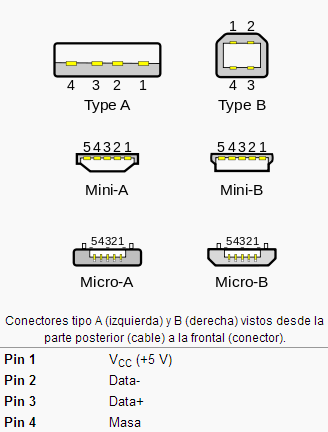 1 2
4 3 2 1
4 3
Type A
Type B
5 4 3 2 1
5 4 3 2 1
Mini-A
Mini-B
54321
54321
Micro-A
Micro-B
Conectores tipo A (izquierda) y B (derecha) vistos desde la
parte posterior (cable) a la frontal (conector).
Pin 1 VCC (+5 V)
Pin 2 Data-
Pin 3 Data+
Pin 4 Masa